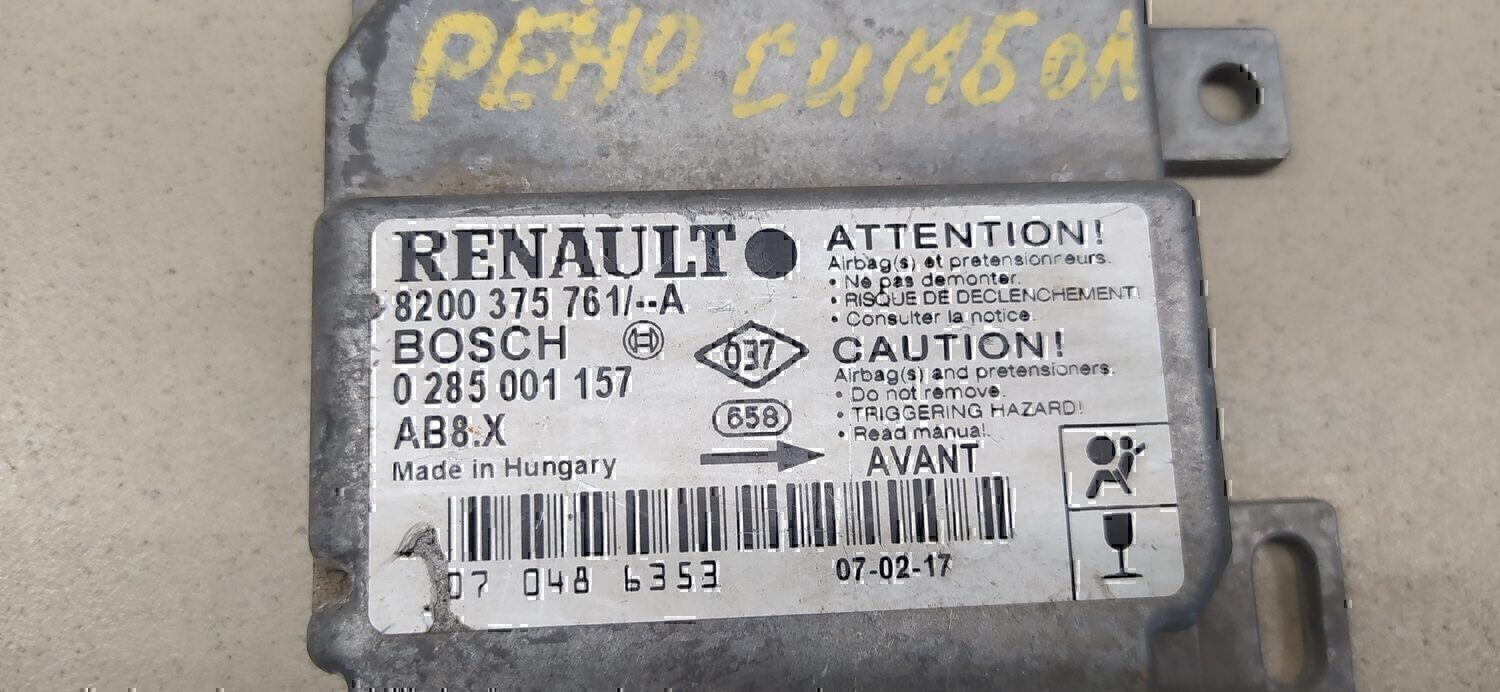 РЕНО СИМБОЛ
RENAULT
8200 375 761/--A
BOSCH
0 285 001 157
AB8.X
Made in Hungary
037
658
ATTENTION!
Airbag(s) et pretensionneurs.
• Ne pas demonter.
• RISQUE DE DECLENCHEMENT!
• Consulter la notice.
CAUTION!
Airbag(s) and pretensioners.
• Do not remove.
• TRIGGERING HAZARD!
• Read manual.
AVANT
07 048 6353
07-02-17